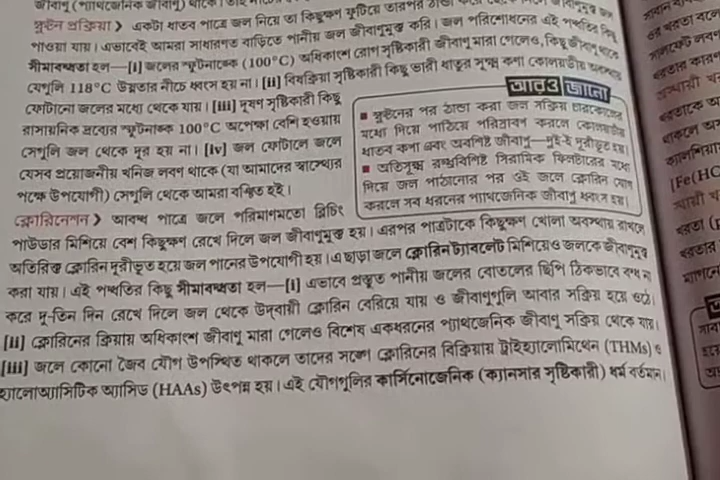 জীবাণু (প্যাথজেনিক জীবাণু) থাকে।
স্ফুটন প্রক্রিয়া ❯ একটা ধাতব পাত্রে জল নিয়ে তা কিছুক্ষণ ফুটিয়ে তারপর ঠান্ডা জীবাণুমুক্ত জল
পাওয়া যায়। এভাবেই আমরা সাধারণত বাড়িতে পানীয় জল জীবাণুমুক্ত করি। জল পরিশোধনের এই পদ্ধতির কিছু
সীমাবদ্ধতা হল—[i] জলের স্ফুটনাঙ্কে (100°C) অধিকাংশ রোগ সৃষ্টিকারী জীবাণু মারা গেলেও, কিছু জীবাণু থাকে
যেগুলি 118°C উষ্ণতার নীচে ধ্বংস হয় না। [ii] বিষক্রিয়া সৃষ্টিকারী কিছু ভারী ধাতুর সূক্ষ্ম কণা কোলয়ডীয় অবস্থায়
ফোটানো জলের মধ্যে থেকে যায়। [iii] দূষণ সৃষ্টিকারী কিছু
রাসায়নিক দ্রব্যের স্ফুটনাঙ্ক 100°C অপেক্ষা বেশি হওয়ায়
সেগুলি জল থেকে দূর হয় না। [iv] জল ফোটালে জলে
যেসব প্রয়োজনীয় খনিজ লবণ থাকে (যা আমাদের স্বাস্থ্যের
পক্ষে উপযোগী) সেগুলি থেকে আমরা বঞ্চিত হই।
আরও জানো
■ স্ফুটনের পর ঠান্ডা করা জল সক্রিয় চারকোলের
মধ্যে দিয়ে পাঠিয়ে পরিস্রাবণ করলে কোলয়ডীয়
ধাতব কণা এবং অবশিষ্ট জীবাণু—দুই-ই দূরীভূত হয়।
■ অতিসূক্ষ্ম রন্ধ্রবিশিষ্ট সিরামিক ফিলটারের মধ্যে
দিয়ে জল পাঠানোর পর ওই জলে ক্লোরিন যোগ
করলে সব ধরনের প্যাথজেনিক জীবাণু ধ্বংস হয়।
ক্লোরিনেশন ❯ আবদ্ধ পাত্রে জলে পরিমাণমতো ব্লিচিং
পাউডার মিশিয়ে বেশ কিছুক্ষণ রেখে দিলে জল জীবাণুমুক্ত হয়। এরপর পাত্রটাকে কিছুক্ষণ খোলা অবস্থায় রাখলে
অতিরিক্ত ক্লোরিন দূরীভূত হয়ে জল পানের উপযোগী হয়। এ ছাড়া জলে ক্লোরিন ট্যাবলেট মিশিয়েও জলকে জীবাণুমুক্ত
করা যায়। এই পদ্ধতির কিছু সীমাবদ্ধতা হল—[i] এভাবে প্রস্তুত পানীয় জলের বোতলের ছিপি ঠিকভাবে বন্ধ না
করে দু-তিন দিন রেখে দিলে জল থেকে উদ্‌বায়ী ক্লোরিন বেরিয়ে যায় ও জীবাণুগুলি আবার সক্রিয় হয়ে ওঠে।
[ii] ক্লোরিনের ক্রিয়ায় অধিকাংশ জীবাণু মারা গেলেও বিশেষ একধরনের প্যাথজেনিক জীবাণু সক্রিয় থেকে যায়।
[iii] জলে কোনো জৈব যৌগ উপস্থিত থাকলে তাদের সঙ্গে ক্লোরিনের বিক্রিয়ায় ট্রাইহ্যালোমিথেন (THMs) ও
হ্যালোঅ্যাসিটিক অ্যাসিড (HAAs) উৎপন্ন হয়। এই যৌগগুলির কার্সিনোজেনিক (ক্যানসার সৃষ্টিকারী) ধর্ম বর্তমান।